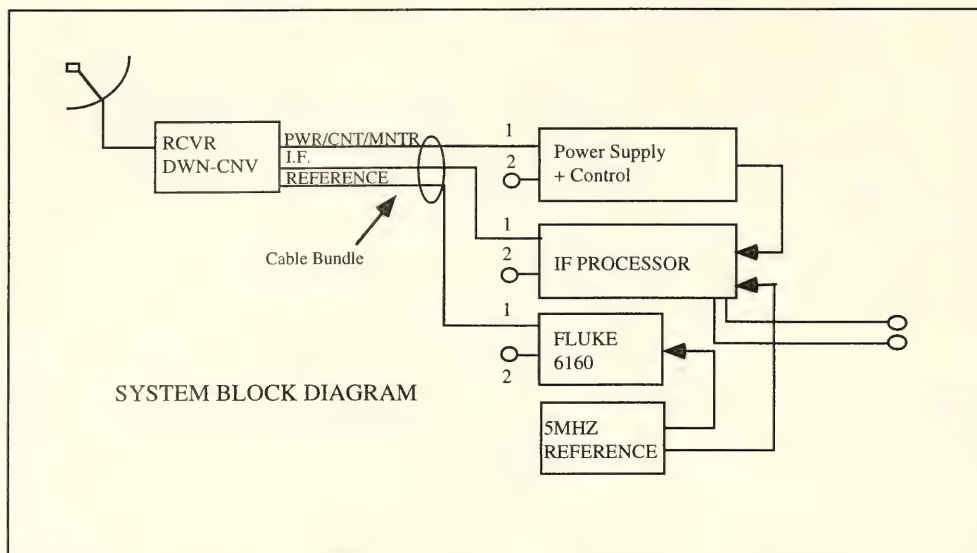 RCVR
DWN-CNV
PWR/CNT/MNTR
I.F.
REFERENCE
Cable Bundle
1
2
Power Supply
+ Control
1
2
IF PROCESSOR
1
2
FLUKE
6160
5MHZ
REFERENCE
SYSTEM BLOCK DIAGRAM